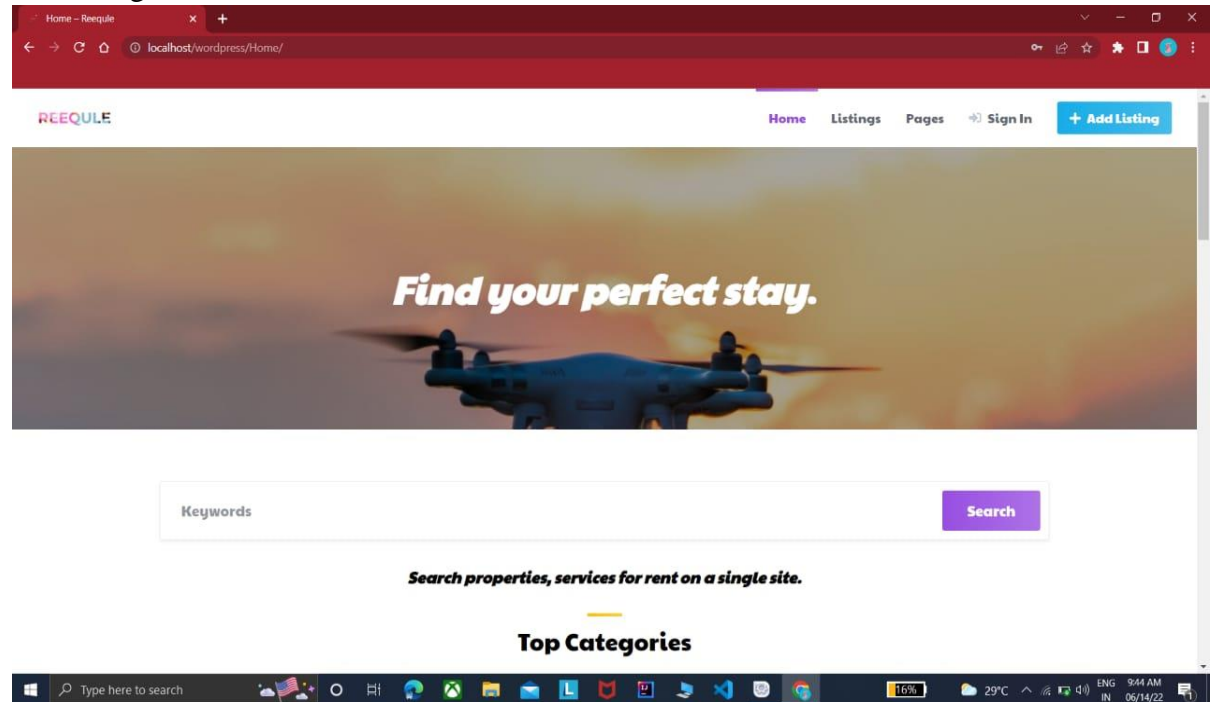 Home – Reequle
localhost/wordpress/Home/
REEQULE
Home Listings Pages Sign In + Add Listing
Find your perfect stay.
Keywords
Search
Search properties, services for rent on a single site.
Top Categories
Type here to search
L
16%
29°C
ENG 9:44 AM
IN 06/14/22
1